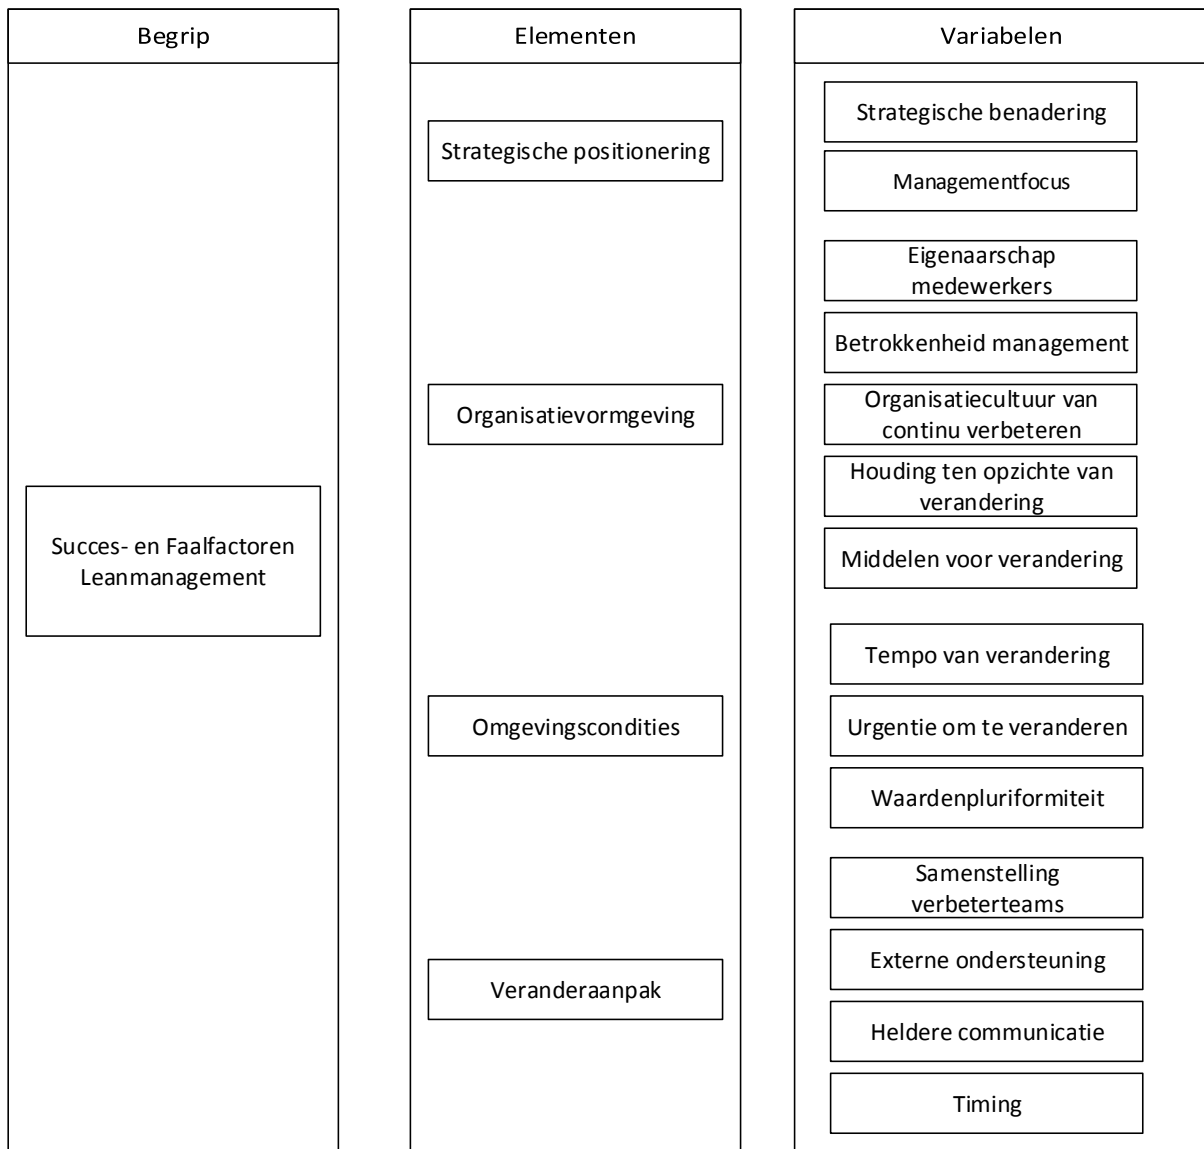 Begrip
Succes- en Faalfactoren
Leanmanagement
Elementen
Strategische positionering
Organisatievormgeving
Omgevingscondities
Veranderaanpak
Variabelen
Strategische benadering
Managementfocus
Eigenaarschap
medewerkers
Betrokkenheid management
Organisatiecultuur van
continu verbeteren
Houding ten opzichte van
verandering
Middelen voor verandering
Tempo van verandering
Urgentie om te veranderen
Waardenpluriformiteit
Samenstelling
verbeterteams
Externe ondersteuning
Heldere communicatie
Timing